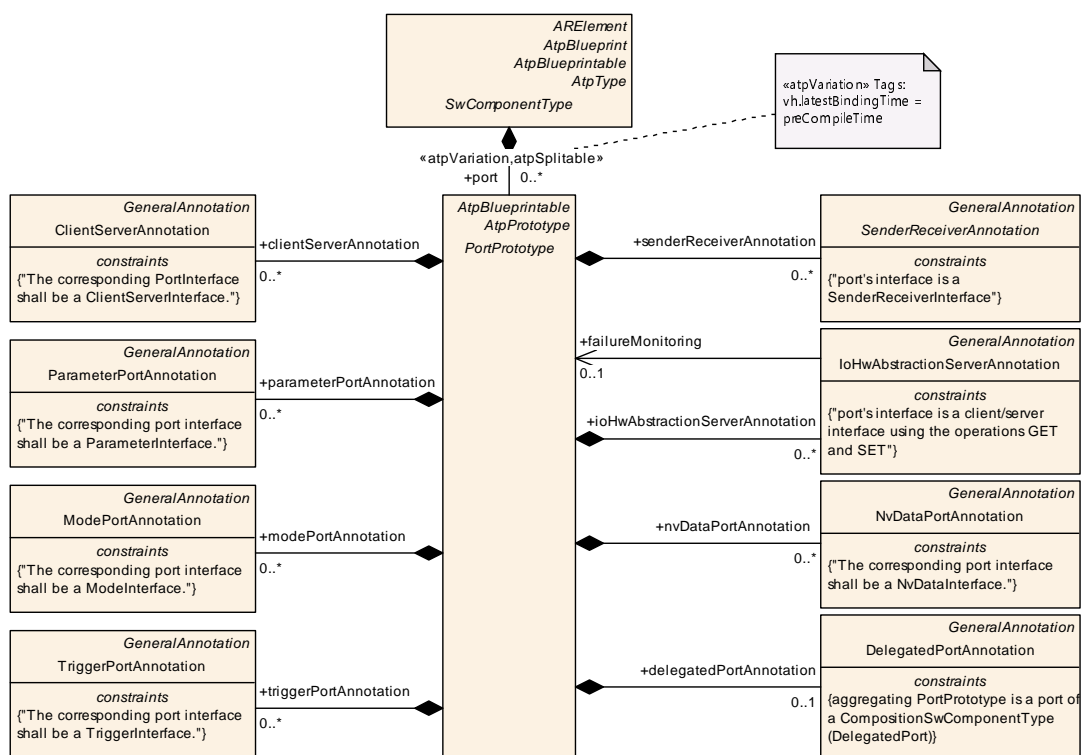 ARElement
AtpBlueprint
AtpBlueprintable
AtpType
SwComponentType
«atpVariation» Tags:
vh.latestBindingTime =
preCompileTime
«atpVariation,atpSplitable»
+port 0..*
GeneralAnnotation
ClientServerAnnotation
constraints
{"The corresponding PortInterface
shall be a ClientServerInterface."}
+clientServerAnnotation
0..*
AtpBlueprintable
AtpPrototype
PortPrototype
+senderReceiverAnnotation
0..*
GeneralAnnotation
SenderReceiverAnnotation
constraints
{"port's interface is a
SenderReceiverInterface"}
GeneralAnnotation
ParameterPortAnnotation
constraints
{"The corresponding port interface
shall be a ParameterInterface."}
+parameterPortAnnotation
0..*
+failureMonitoring
0..1
+ioHwAbstractionServerAnnotation
0..*
GeneralAnnotation
IoHwAbstractionServerAnnotation
constraints
{"port's interface is a client/server
interface using the operations GET
and SET"}
GeneralAnnotation
ModePortAnnotation
constraints
{"The corresponding port interface
shall be a ModeInterface."}
+modePortAnnotation
0..*
+nvDataPortAnnotation
0..*
GeneralAnnotation
NvDataPortAnnotation
constraints
{"The corresponding port interface
shall be a NvDataInterface."}
GeneralAnnotation
TriggerPortAnnotation
constraints
{"The corresponding port interface
shall be a TriggerInterface."}
+triggerPortAnnotation
0..*
+delegatedPortAnnotation
0..1
GeneralAnnotation
DelegatedPortAnnotation
constraints
{aggregating PortPrototype is a port of
a CompositionSwComponentType
(DelegatedPort)}